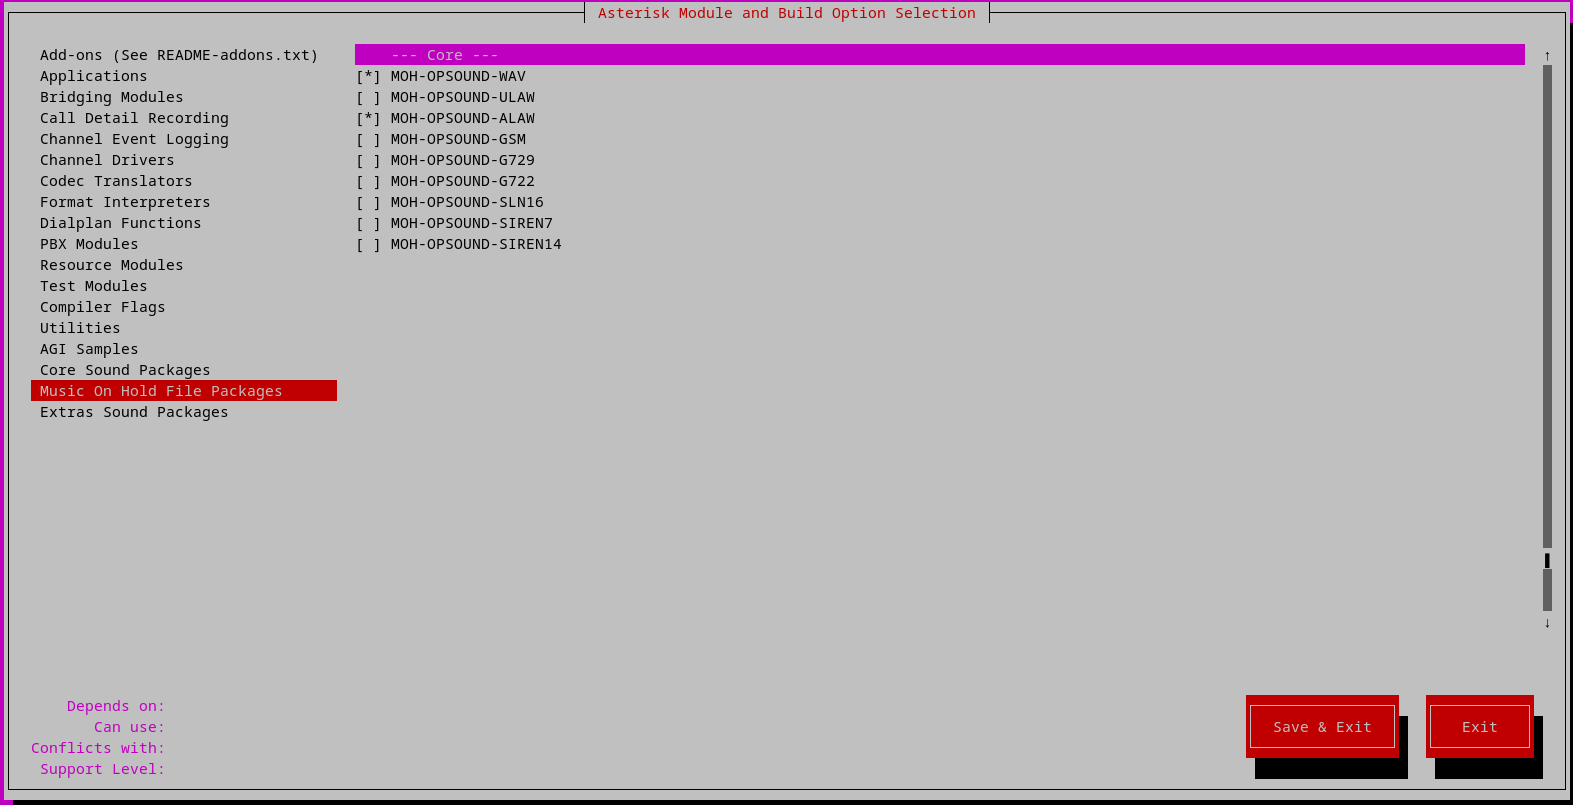 Asterisk Module and Build Option Selection
Add-ons (See README-addons.txt)
Applications
Bridging Modules
Call Detail Recording
Channel Event Logging
Channel Drivers
Codec Translators
Format Interpreters
Dialplan Functions
PBX Modules
Resource Modules
Test Modules
Compiler Flags
Utilities
AGI Samples
Core Sound Packages
Music On Hold File Packages
Extras Sound Packages
--- Core ---
[*] MOH-OPSOUND-WAV
[ ] MOH-OPSOUND-ULAW
[*] MOH-OPSOUND-ALAW
[ ] MOH-OPSOUND-GSM
[ ] MOH-OPSOUND-G729
[ ] MOH-OPSOUND-G722
[ ] MOH-OPSOUND-SLN16
[ ] MOH-OPSOUND-SIREN7
[ ] MOH-OPSOUND-SIREN14
↑
↓
Depends on:
Can use:
Conflicts with:
Support Level:
Save & Exit
Exit